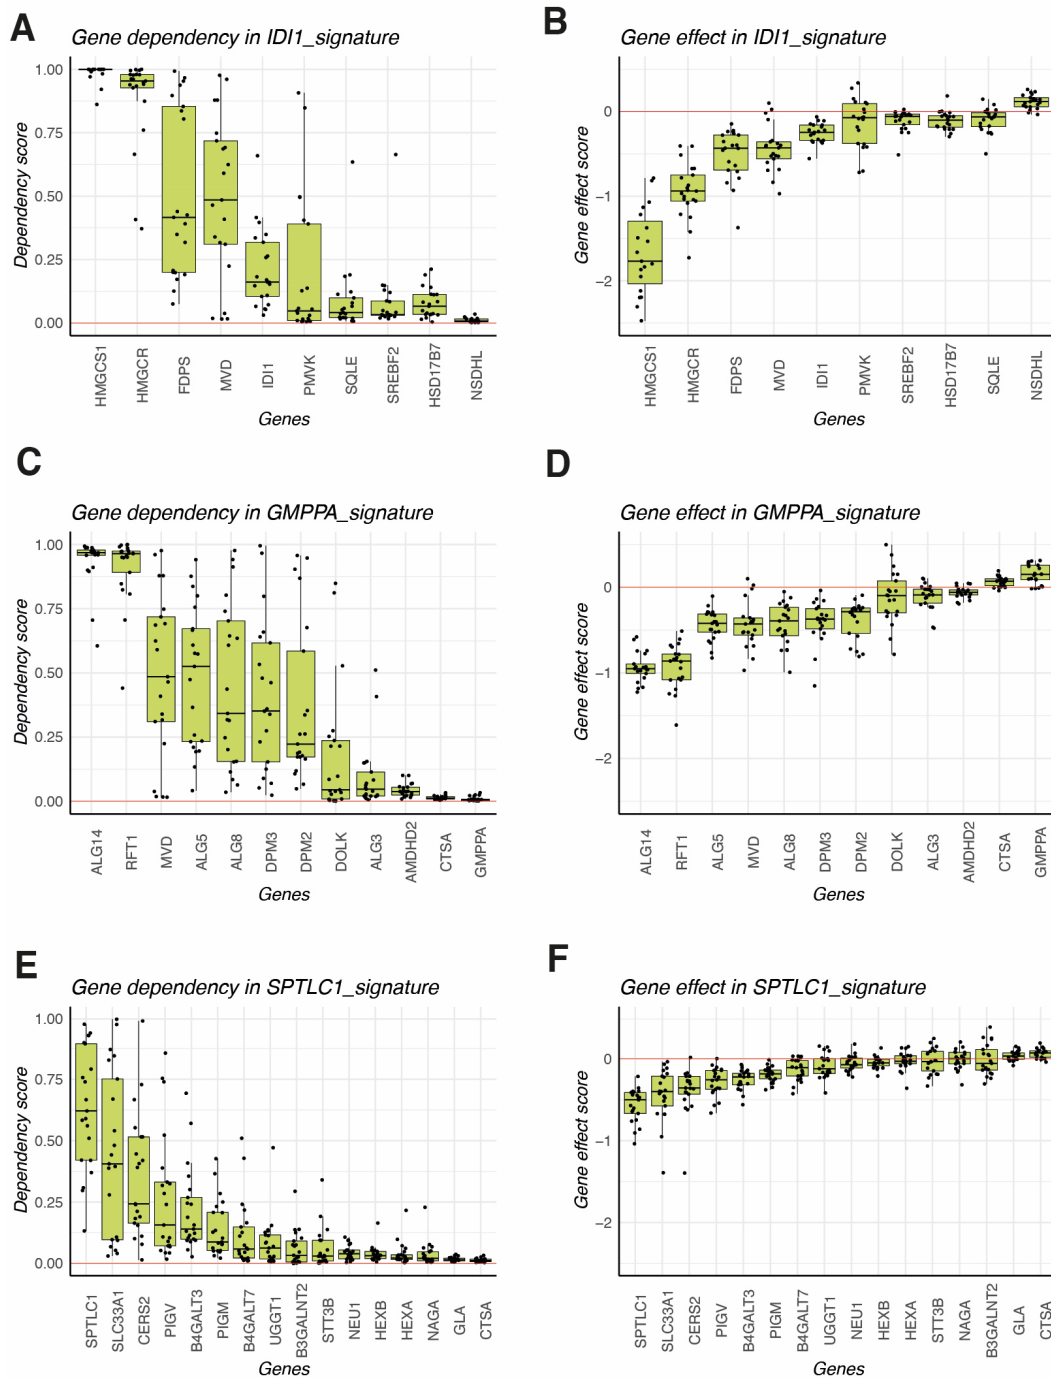 A
Gene dependency in IDI1_signature
Dependency score
1.00
0.75
0.50
0.25
0.00
HMGCS1
HMGCR
FDPS
MVD
IDI1
PMVK
SQLE
SREBF2
HSD17B7
NSDHL
Genes
B
Gene effect in IDI1_signature
Gene effect score
0
−1
−2
HMGCS1
HMGCR
FDPS
MVD
IDI1
PMVK
SREBF2
HSD17B7
SQLE
NSDHL
Genes
C
Gene dependency in GMPPA_signature
Dependency score
1.00
0.75
0.50
0.25
0.00
ALG14
RFT1
MVD
ALG5
ALG8
DPM3
DPM2
DOLK
ALG3
AMDHD2
CTSA
GMPPA
Genes
D
Gene effect in GMPPA_signature
Gene effect score
0
−1
−2
ALG14
RFT1
ALG5
MVD
ALG8
DPM3
DPM2
DOLK
ALG3
AMDHD2
CTSA
GMPPA
Genes
E
Gene dependency in SPTLC1_signature
Dependency score
1.00
0.75
0.50
0.25
0.00
SPTLC1
SLC33A1
CERS2
PIGV
B4GALT3
PIGM
B4GALT7
UGGT1
B3GALNT2
STT3B
NEU1
HEXB
HEXA
NAGA
GLA
CTSA
Genes
F
Gene effect in SPTLC1_signature
Gene effect score
0
−1
−2
SPTLC1
SLC33A1
CERS2
PIGV
B4GALT3
PIGM
B4GALT7
UGGT1
NEU1
HEXB
HEXA
STT3B
NAGA
B3GALNT2
GLA
CTSA
Genes